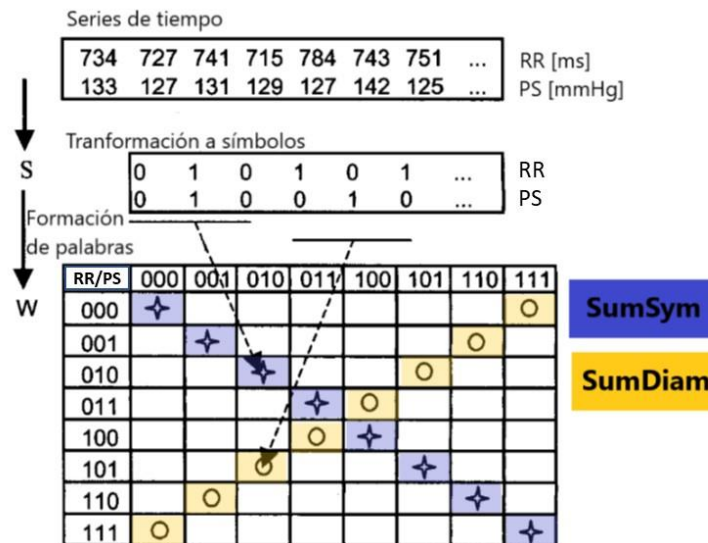 Series de tiempo
734 727 741 715 784 743 751 ... RR [ms]
133 127 131 129 127 142 125 ... PS [mmHg]
Tranformación a símbolos
S
0 1 0 1 0 1 ... RR
0 1 0 0 1 0 ... PS
Formación
de palabras
W
RR/PS 000 001 010 011 100 101 110 111
000
001
010
011
100
101
110
111
SumSym
SumDiam